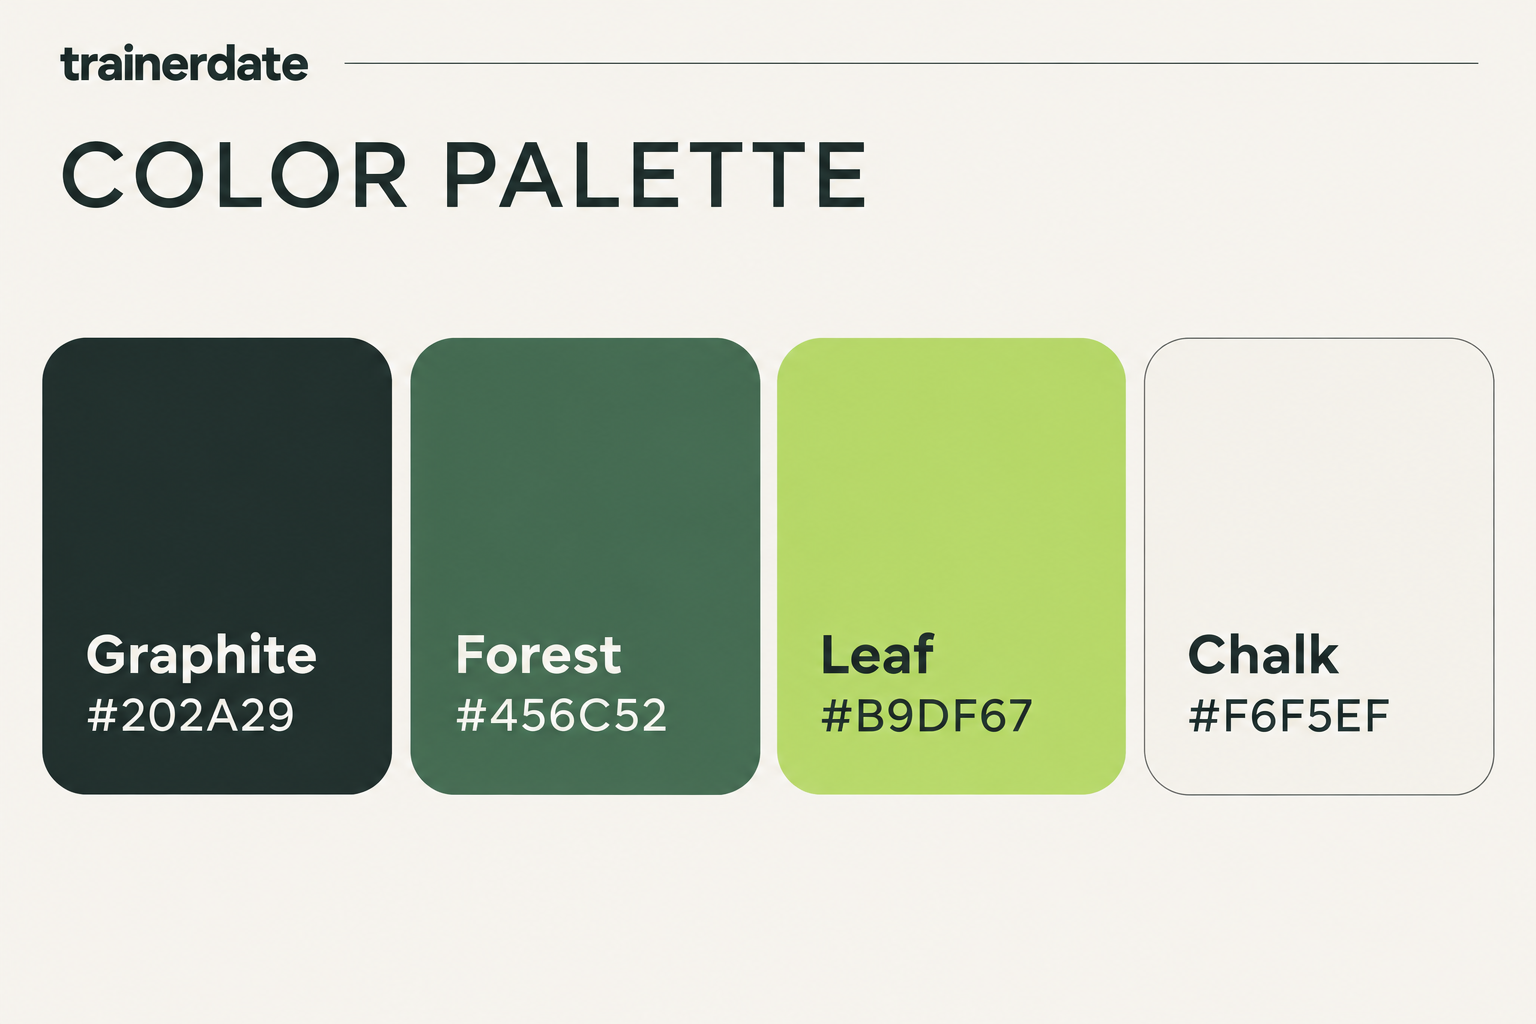 trainerdate
COLOR PALETTE
Graphite
#202A29
Forest
#456C52
Leaf
#B9DF67
Chalk
#F6F5EF